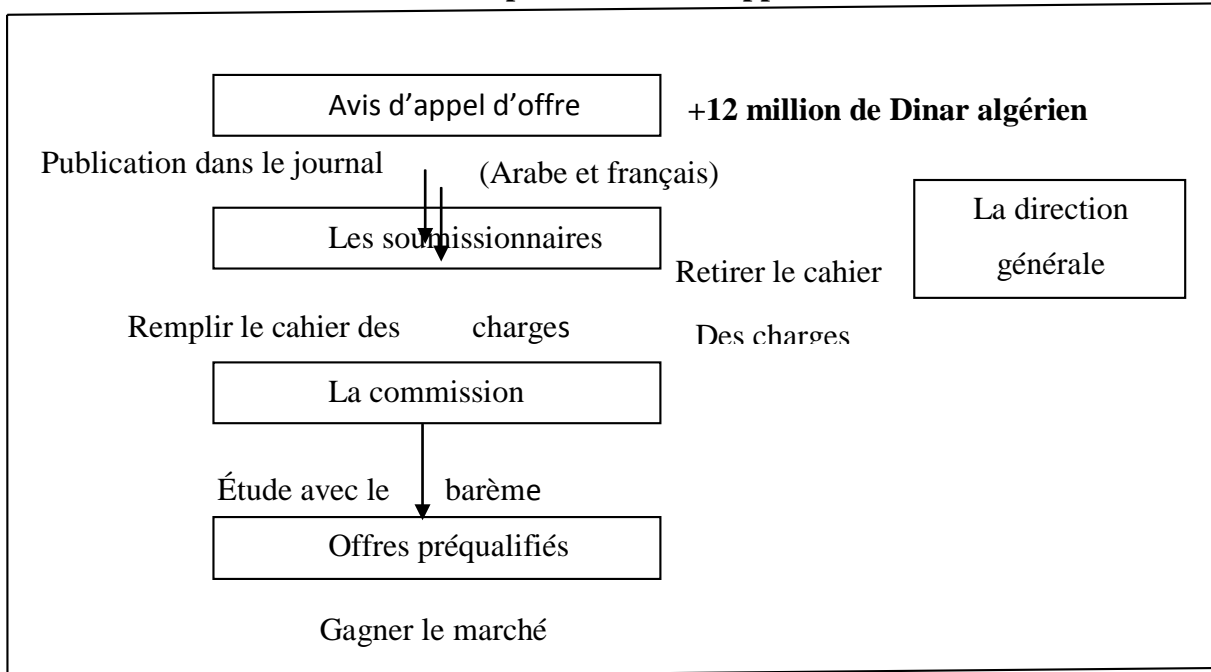 Avis d'appel d'offre
+12 million de Dinar algérien
Publication dans le journal
(Arabe et français)
Les soumissionnaires
La direction
générale
Retirer le cahier
Remplir le cahier des charges
Des charges
La commission
Étude avec le barème
Offres préqualifiés
Gagner le marché